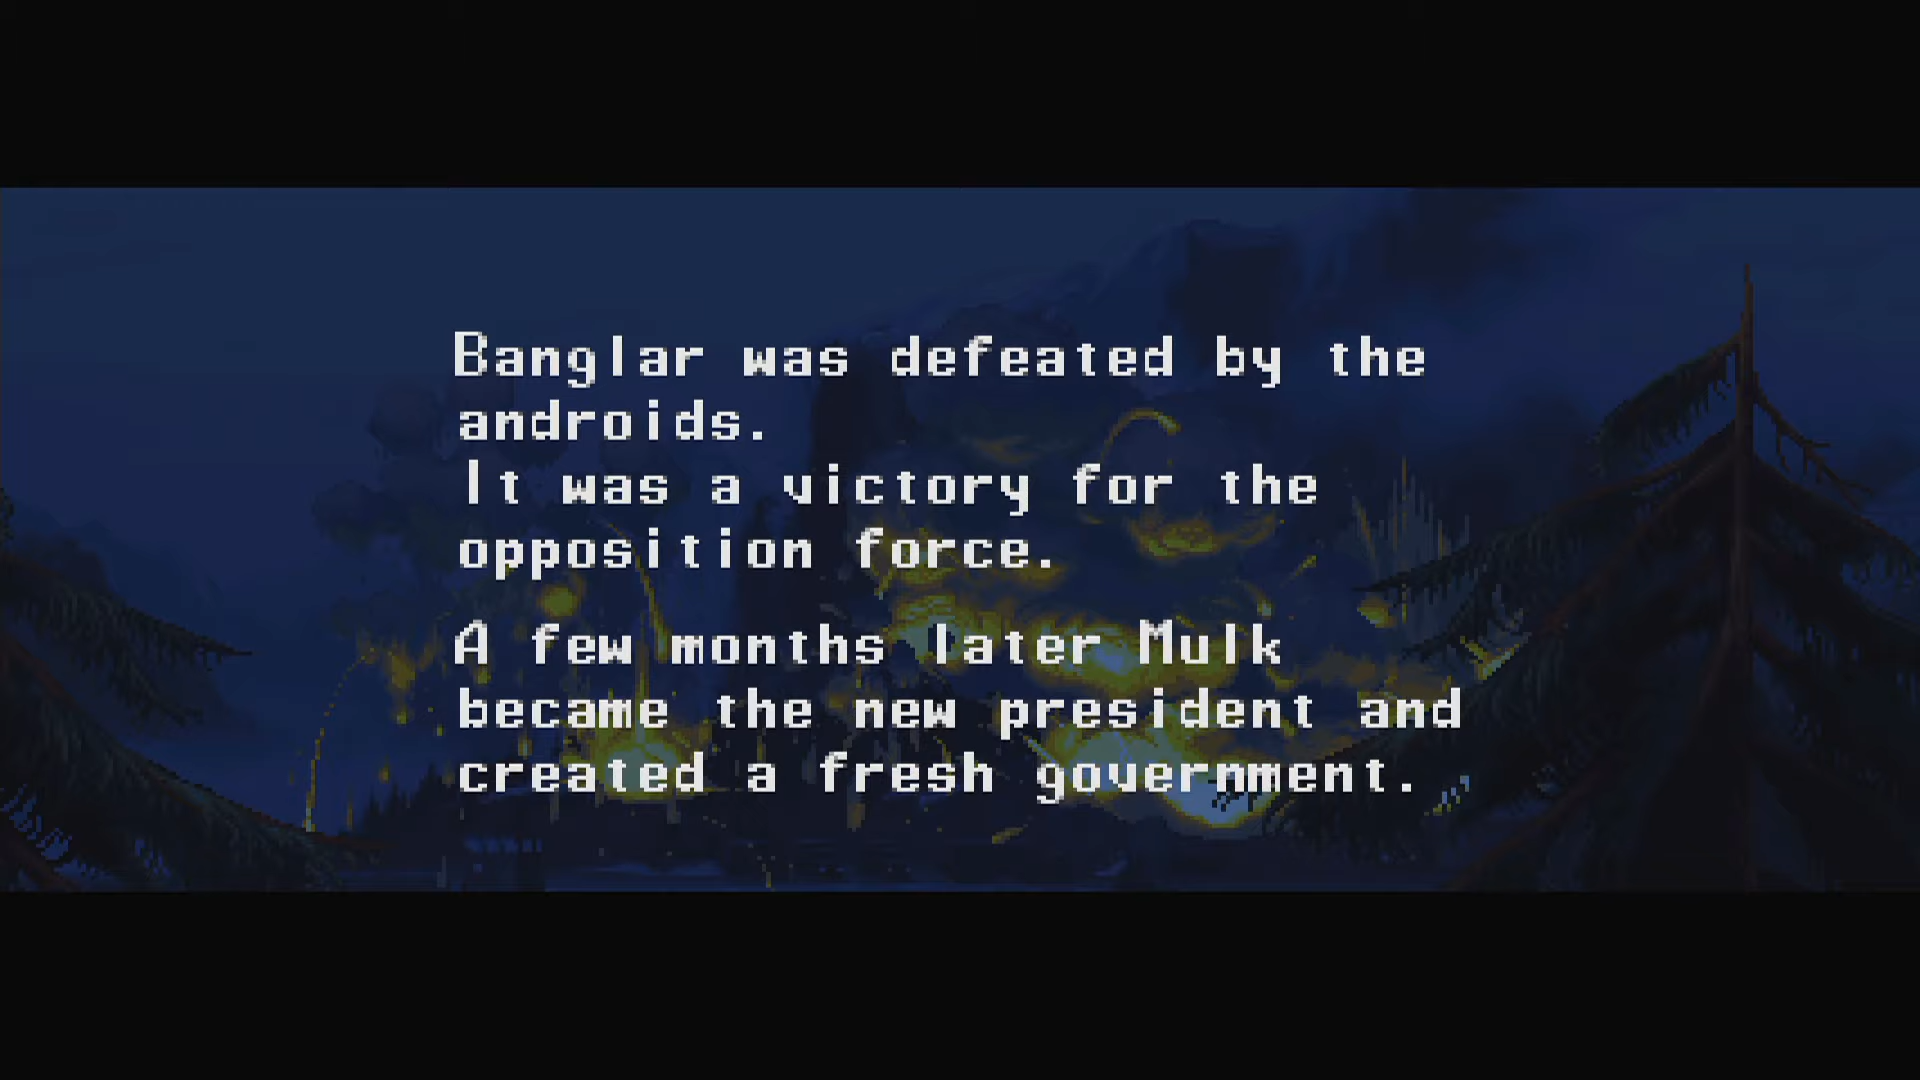 Banglar was defeated by the
androids.
It was a victory for the
opposition force.
A few months later Mulk
became the new president and
created a fresh government.